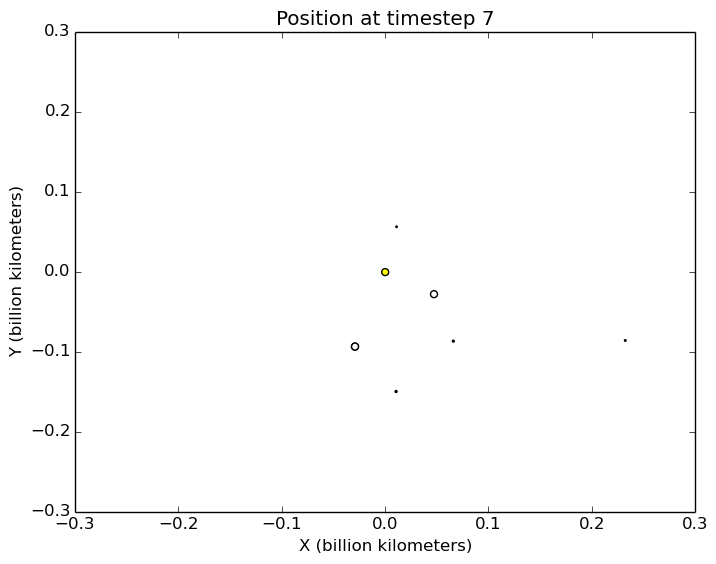 Position at timestep 7
0.3
0.2
0.1
0.0
−0.1
−0.2
−0.3
Y (billion kilometers)
−0.3 −0.2 −0.1 0.0 0.1 0.2 0.3
X (billion kilometers)